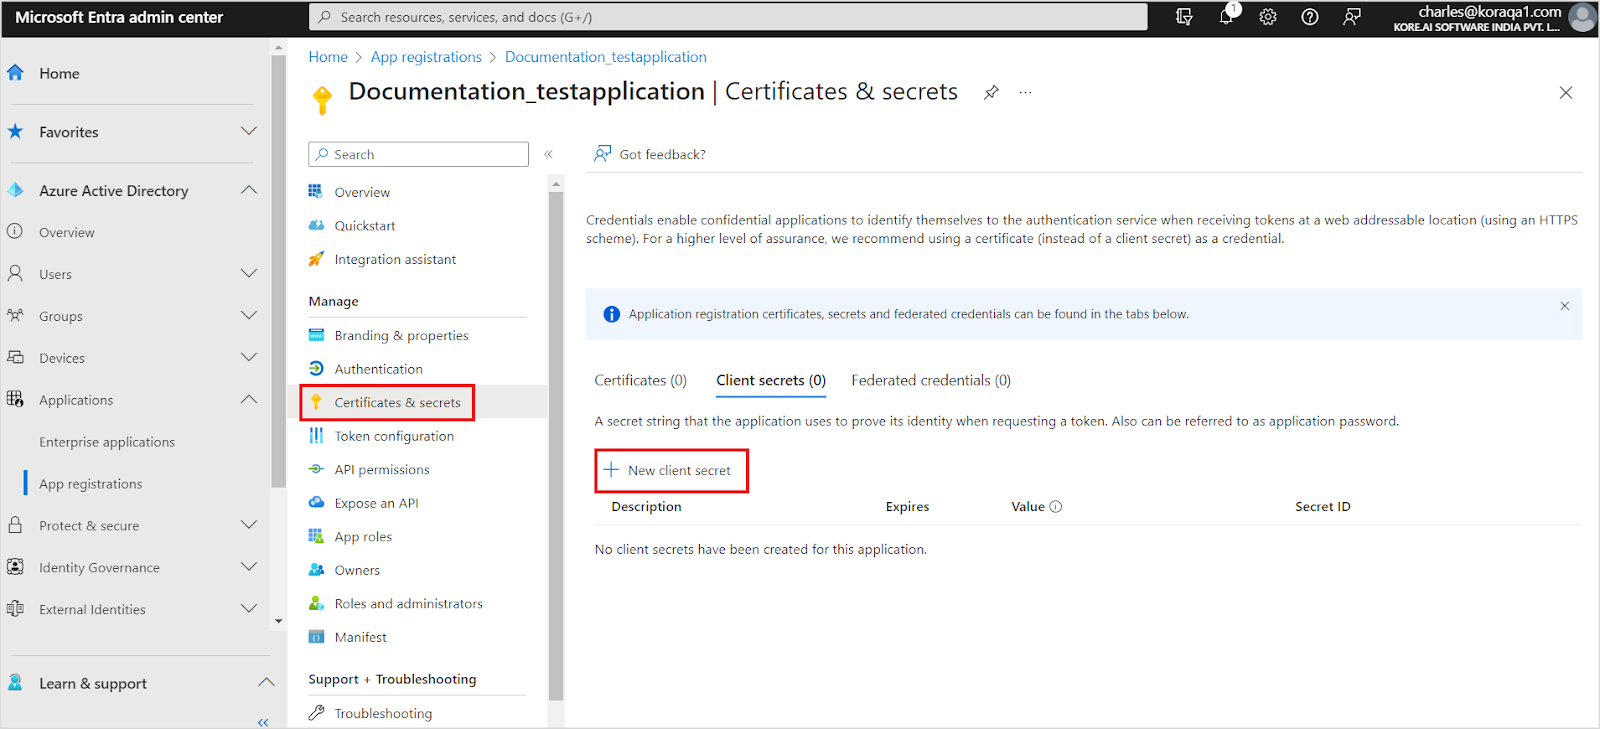 Microsoft Entra admin center
Search resources, services, and docs (G+/)
1
charles@koraqa1.com
KORE.AI SOFTWARE INDIA PVT. L...
Home
Favorites
Azure Active Directory
Overview
Users
Groups
Devices
Applications
Enterprise applications
App registrations
Protect & secure
Identity Governance
External Identities
Learn & support
Home > App registrations > Documentation_testapplication
Documentation_testapplication | Certificates & secrets
Search
Overview
Quickstart
Integration assistant
Manage
Branding & properties
Authentication
Certificates & secrets
Token configuration
API permissions
Expose an API
App roles
Owners
Roles and administrators
Manifest
Support + Troubleshooting
Troubleshooting
Got feedback?
Credentials enable confidential applications to identify themselves to the authentication service when receiving tokens at a web addressable location (using an HTTPS
scheme). For a higher level of assurance, we recommend using a certificate (instead of a client secret) as a credential.
Application registration certificates, secrets and federated credentials can be found in the tabs below.
Certificates (0) Client secrets (0) Federated credentials (0)
A secret string that the application uses to prove its identity when requesting a token. Also can be referred to as application password.
New client secret
Description Expires Value Secret ID
No client secrets have been created for this application.